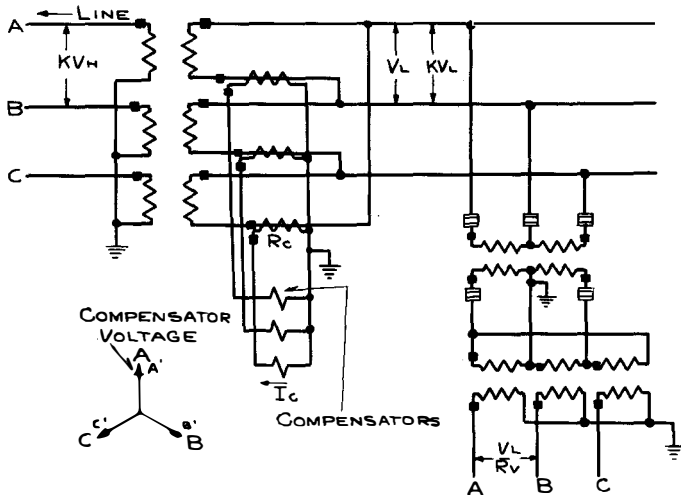 LINE
A
KVH
VL
KVL
B
C
RC
COMPENSATOR
VOLTAGE
A
A'
C'
B'
C
B
IC
COMPENSATORS
VL
RV
A
B
C